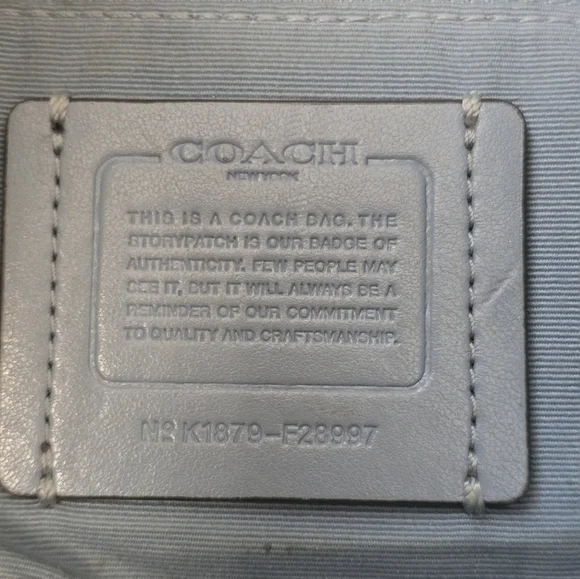 COACH
NEW YORK
THIS IS A COACH BAG. THE
STORYPATCH IS OUR BADGE OF
AUTHENTICITY. FEW PEOPLE MAY
SEE IT, BUT IT WILL ALWAYS BE A
REMINDER OF OUR COMMITMENT
TO QUALITY AND CRAFTSMANSHIP.
Nº K1879-F28997